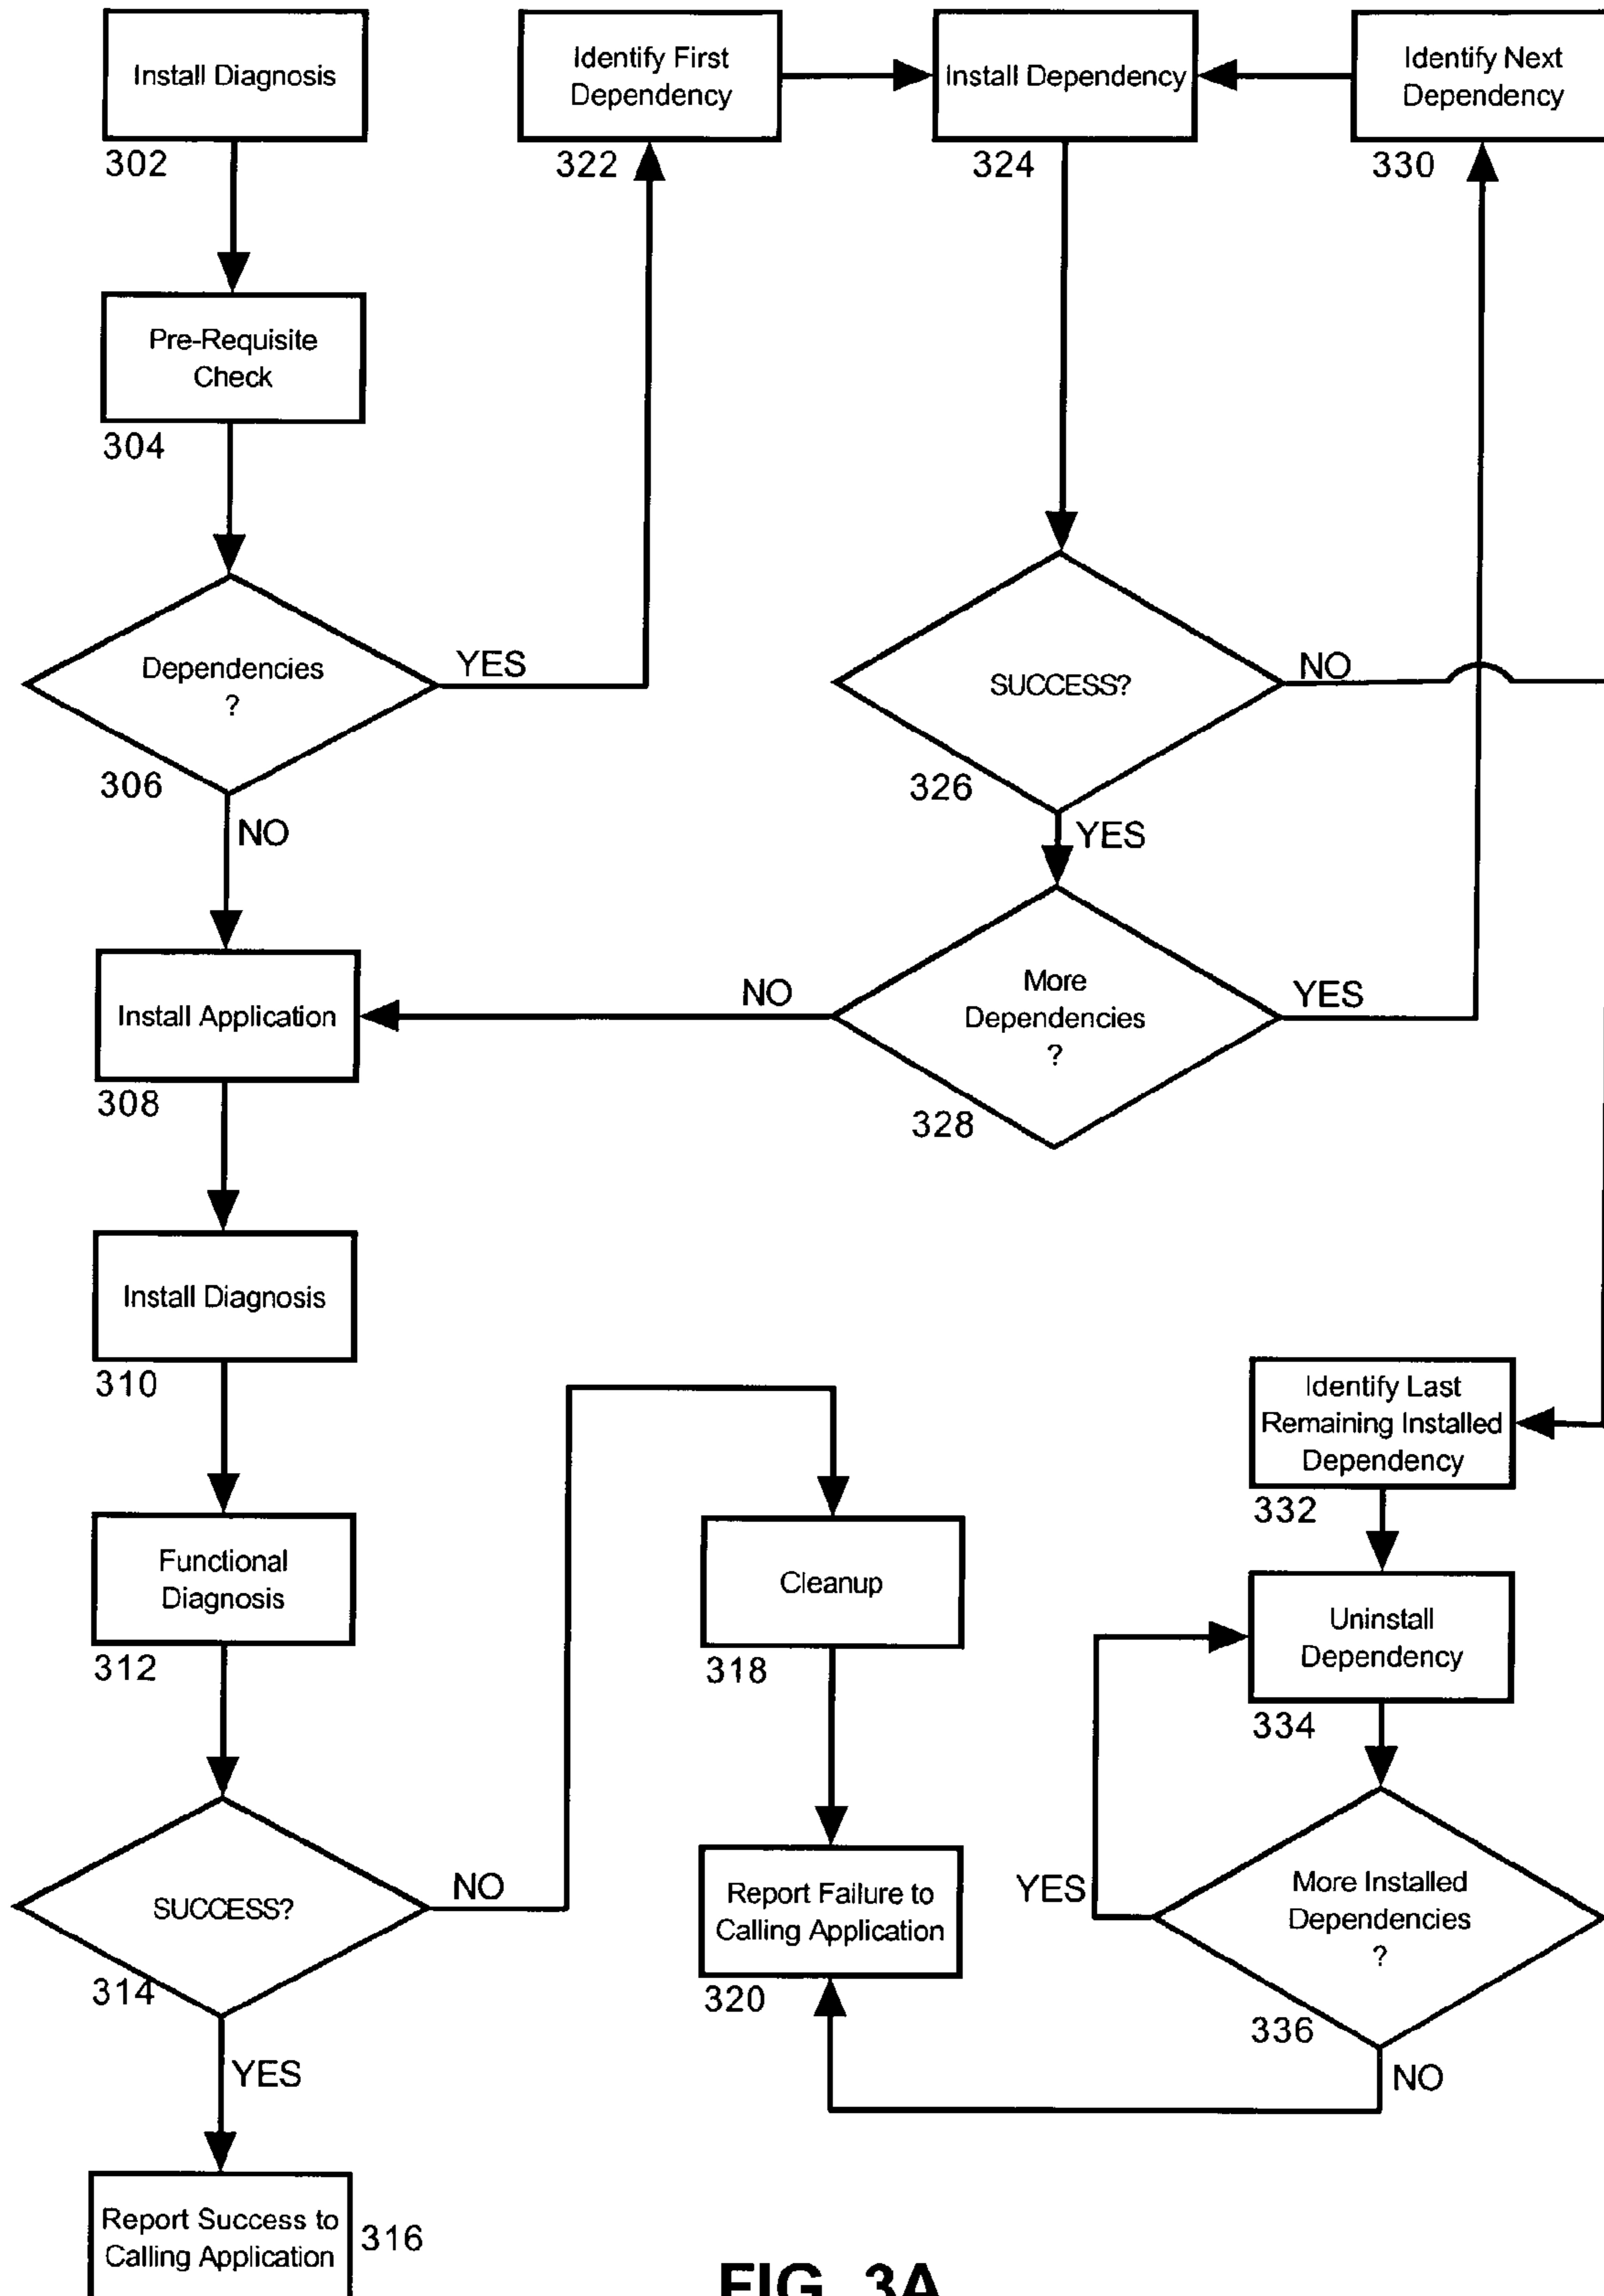 Install Diagnosis
302
Pre-Requisite
Check
304
Dependencies
?
306
YES
NO
Install Application
308
Install Diagnosis
310
Functional
Diagnosis
312
SUCCESS?
314
NO
YES
Report Success to
Calling Application
316
Cleanup
318
Report Failure to
Calling Application
320
Identify First
Dependency
322
Install Dependency
324
SUCCESS?
326
NO
YES
More
Dependencies
?
328
NO
YES
Identify Next
Dependency
330
Identify Last
Remaining Installed
Dependency
332
Uninstall
Dependency
334
More Installed
Dependencies
?
336
YES
NO
FIG. 3A